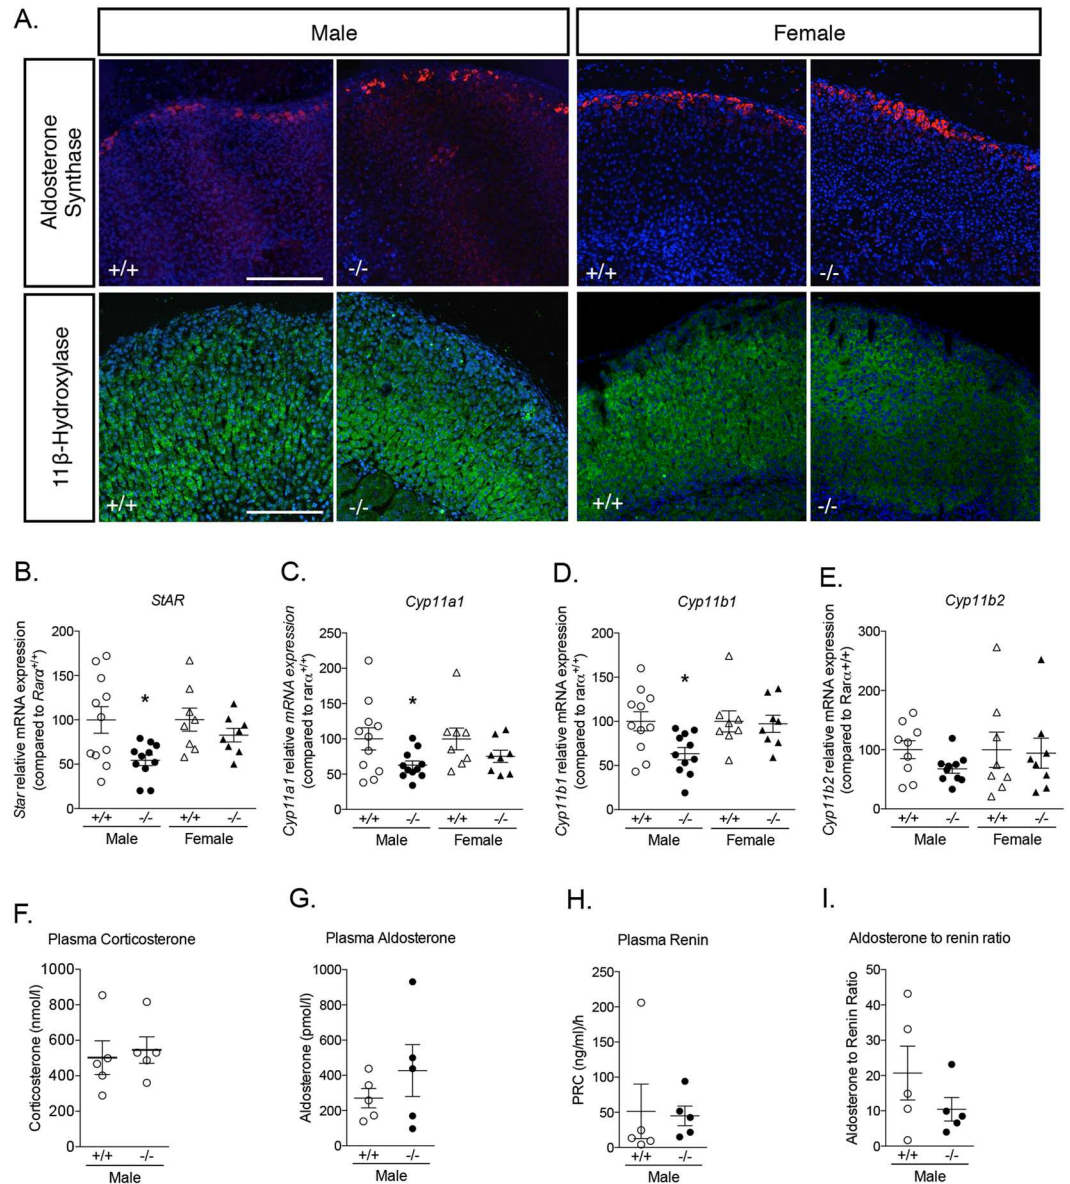 A.
Male
Female
Aldosterone
Synthase
+/+
-/-
+/+
-/-
11β-Hydroxylase
+/+
-/-
+/+
-/-
B.
StAR
Star relative mRNA expression
(compared to Rarα+/+)
200
150
100
50
0
+/+
-/-
+/+
-/-
Male
Female
*
C.
Cyp11a1
Cyp11a1 relative mRNA expression
(compared to rarα+/+)
250
200
150
100
50
0
+/+
-/-
+/+
-/-
Male
Female
*
D.
Cyp11b1
Cyp11b1 relative mRNA expression
(compared to rarα+/+)
200
150
100
50
0
+/+
-/-
+/+
-/-
Male
Female
*
E.
Cyp11b2
Cyp11b2 relative mRNA expression
(compared to Rarα+/+)
300
200
100
0
+/+
-/-
+/+
-/-
Male
Female
F.
Plasma Corticosterone
Corticosterone (nmol/l)
1000
800
600
400
200
0
+/+
-/-
Male
G.
Plasma Aldosterone
Aldosterone (pmol/l)
1000
800
600
400
200
0
+/+
-/-
Male
H.
Plasma Renin
PRC (ng/ml)/h
250
200
150
100
50
0
+/+
-/-
Male
I.
Aldosterone to renin ratio
Aldosterone to Renin Ratio
50
40
30
20
10
0
+/+
-/-
Male